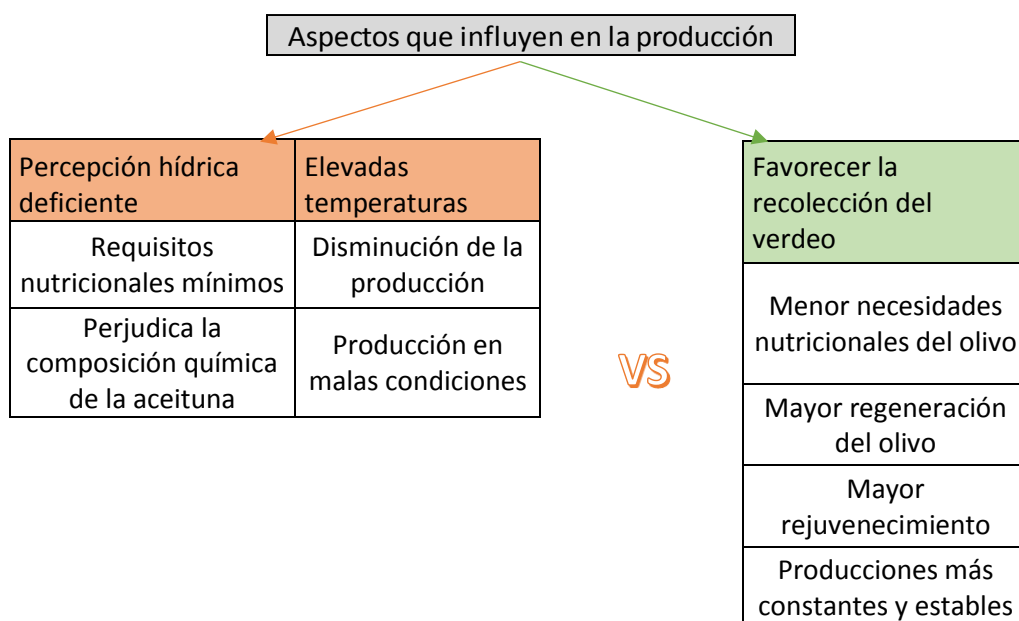 Aspectos que influyen en la producción
Percepción hídrica
deficiente
Elevadas
temperaturas
Requisitos
nutricionales mínimos
Disminución de la
producción
Perjudica la
composición química
de la aceituna
Producción en
malas condiciones
VS
Favorecer la
recolección del
verdeo
Menor necesidades
nutricionales del olivo
Mayor regeneración
del olivo
Mayor
rejuvenecimiento
Producciones más
constantes y estables